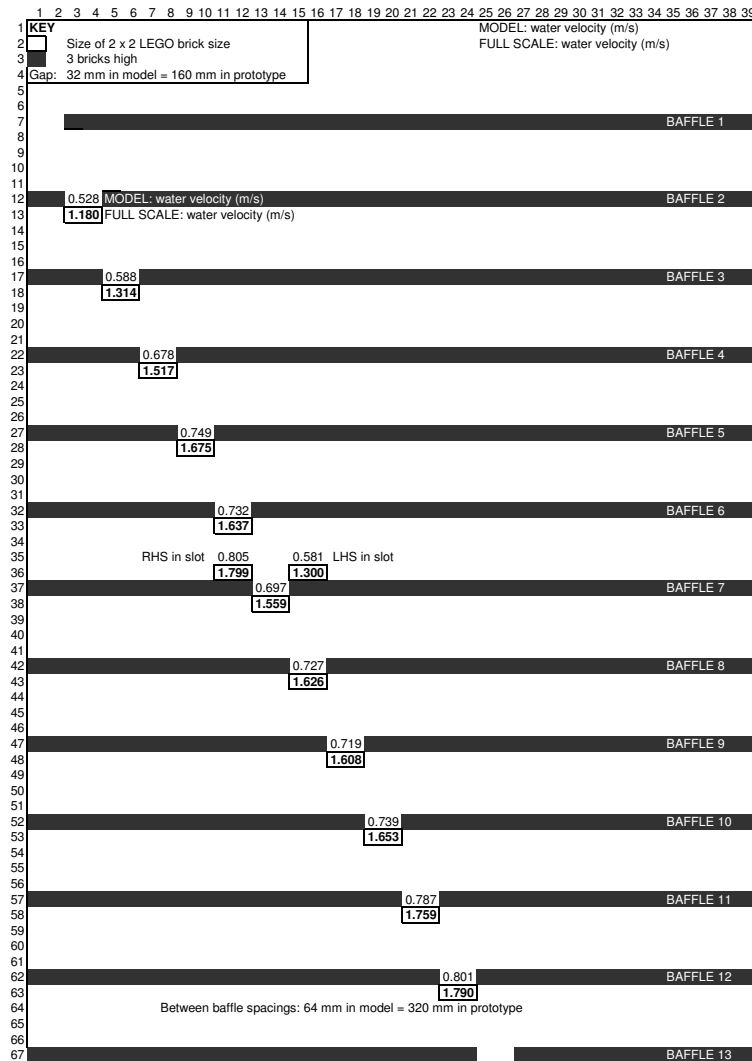 1 2 3 4 5 6 7 8 9 10 11 12 13 14 15 16 17 18 19 20 21 22 23 24 25 26 27 28 29 30 31 32 33 34 35 36 37 38 39
1 KEY MODEL: water velocity (m/s)
2 Size of 2 x 2 LEGO brick size FULL SCALE: water velocity (m/s)
3 3 bricks high
4 Gap: 32 mm in model = 160 mm in prototype
5
6
7 BAFFLE 1
8
9
10
11
12 0.528 MODEL: water velocity (m/s) BAFFLE 2
13 1.180 FULL SCALE: water velocity (m/s)
14
15
16
17 0.588 BAFFLE 3
18 1.314
19
20
21
22 0.678 BAFFLE 4
23 1.517
24
25
26
27 0.749 BAFFLE 5
28 1.675
29
30
31
32 0.732 BAFFLE 6
33 1.637
34
35 RHS in slot 0.805 0.581 LHS in slot
36 1.799 1.300
37 0.697 BAFFLE 7
38 1.559
39
40
41
42 0.727 BAFFLE 8
43 1.626
44
45
46
47 0.719 BAFFLE 9
48 1.608
49
50
51
52 0.739 BAFFLE 10
53 1.653
54
55
56
57 0.787 BAFFLE 11
58 1.759
59
60
61
62 0.801 BAFFLE 12
63 1.790
64 Between baffle spacings: 64 mm in model = 320 mm in prototype
65
66
67 BAFFLE 13